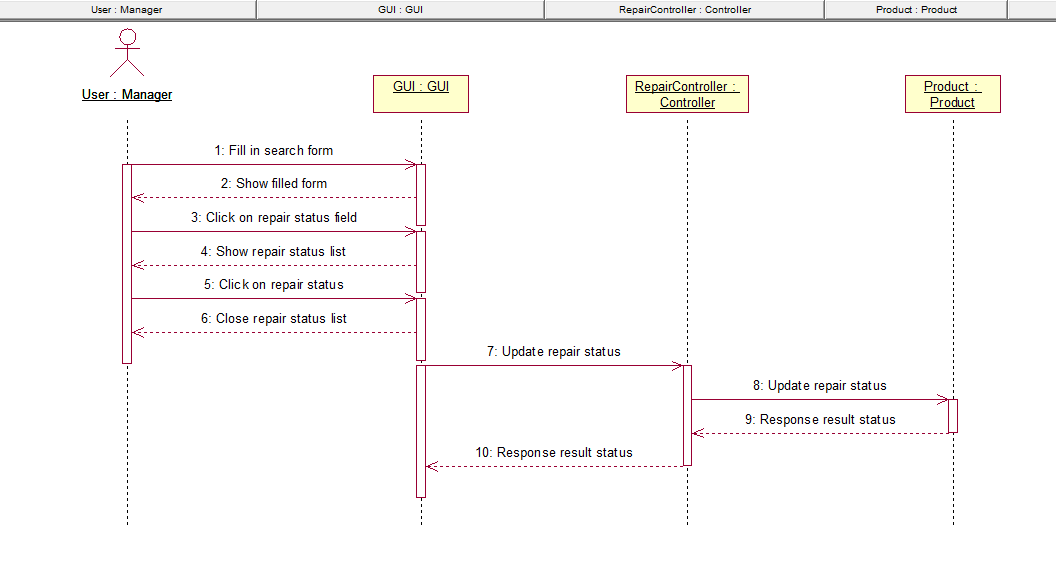 User : Manager
GUI : GUI
RepairController : Controller
Product : Product
User : Manager
GUI : GUI
RepairController :
Controller
Product :
Product
1: Fill in search form
2: Show filled form
3: Click on repair status field
4: Show repair status list
5: Click on repair status
6: Close repair status list
7: Update repair status
8: Update repair status
9: Response result status
10: Response result status